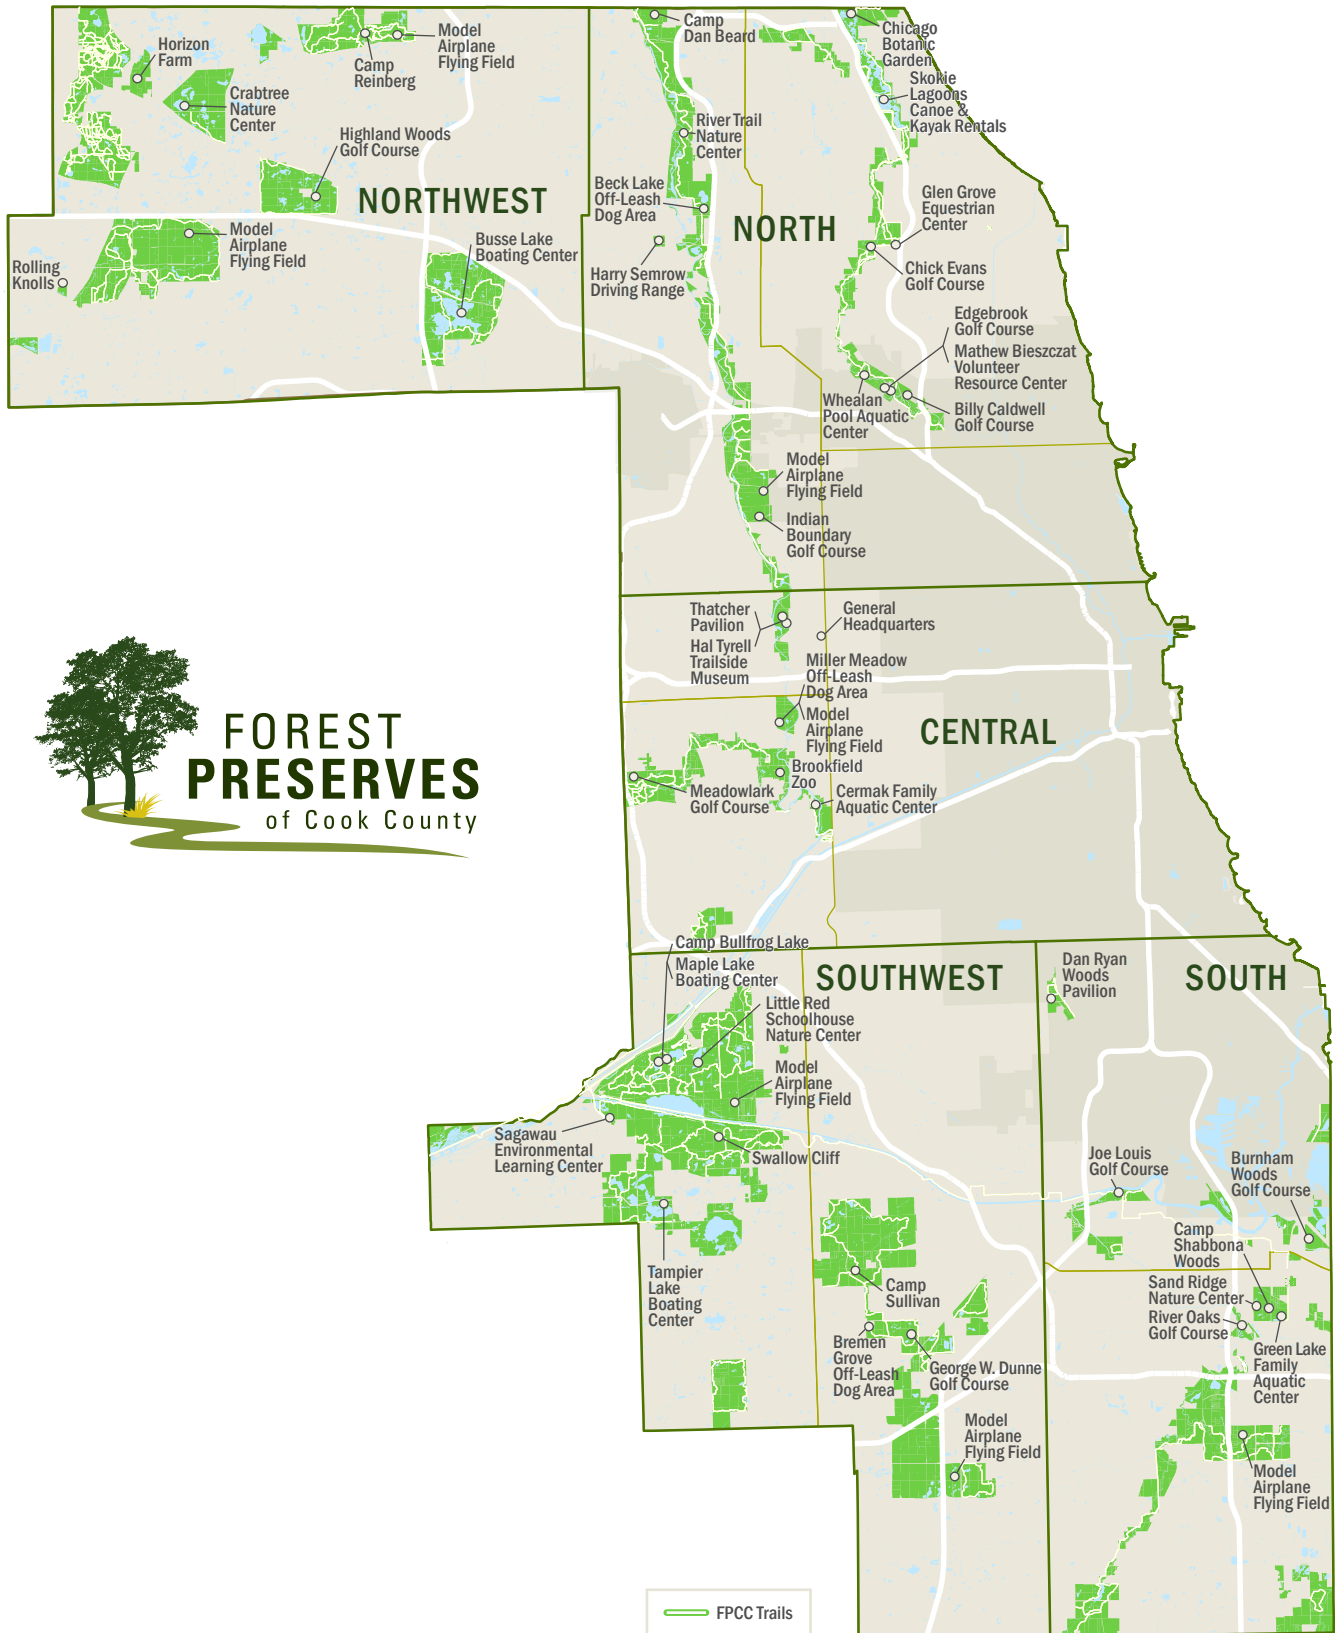 Camp
Dan Beard
Chicago
Botanic
Garden
Horizon
Farm
Model
Airplane
Flying Field
Camp
Reinberg
Skokie
Lagoons
Canoe &
Kayak Rentals
Crabtree
Nature
Center
River Trail
Nature
Center
Highland Woods
Golf Course
NORTHWEST
Beck Lake
Off-Leash
Dog Area
NORTH
Glen Grove
Equestrian
Center
Model
Airplane
Flying Field
Busse Lake
Boating Center
Rolling
Knolls
Harry Semrow
Driving Range
Chick Evans
Golf Course
Edgebrook
Golf Course
Mathew Bieszczat
Volunteer
Resource Center
Whealan
Pool Aquatic
Center
Billy Caldwell
Golf Course
Model
Airplane
Flying Field
Indian
Boundary
Golf Course
Thatcher
Pavilion
Hal Tyrell
Trailside
Museum
General
Headquarters
Miller Meadow
Off-Leash
Dog Area
Model
Airplane
Flying Field
CENTRAL
FOREST
PRESERVES
of Cook County
Brookfield
Zoo
Meadowlark
Golf Course
Cermak Family
Aquatic Center
Camp Bullfrog Lake
Maple Lake
Boating Center
SOUTHWEST
Dan Ryan
Woods
Pavilion
SOUTH
Little Red
Schoolhouse
Nature Center
Model
Airplane
Flying Field
Sagawau
Environmental
Learning Center
Swallow Cliff
Joe Louis
Golf Course
Burnham
Woods
Golf Course
Camp
Shabbona
Woods
Tampier
Lake
Boating
Center
Camp
Sullivan
Sand Ridge
Nature Center
River Oaks
Golf Course
Bremen
Grove
Off-Leash
Dog Area
George W. Dunne
Golf Course
Green Lake
Family
Aquatic
Center
Model
Airplane
Flying Field
Model
Airplane
Flying Field
FPCC Trails